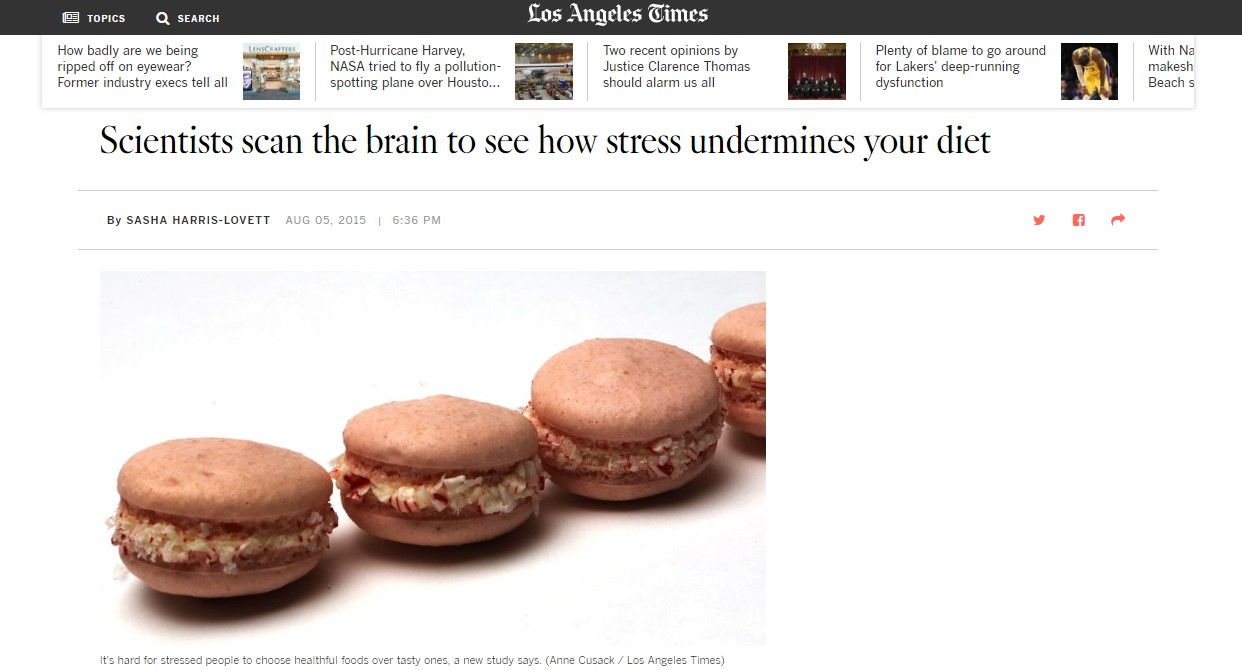 TOPICS
SEARCH
Los Angeles Times
How badly are we being
ripped off on eyewear?
Former industry execs tell all
LENSCRAFTERS
Post-Hurricane Harvey,
NASA tried to fly a pollution-
spotting plane over Housto...
Two recent opinions by
Justice Clarence Thomas
should alarm us all
Plenty of blame to go around
for Lakers' deep-running
dysfunction
With Na
makesh
Beach s
Scientists scan the brain to see how stress undermines your diet
By SASHA HARRIS-LOVETT AUG 05, 2015 | 6:36 PM
It's hard for stressed people to choose healthful foods over tasty ones, a new study says. (Anne Cusack / Los Angeles Times)